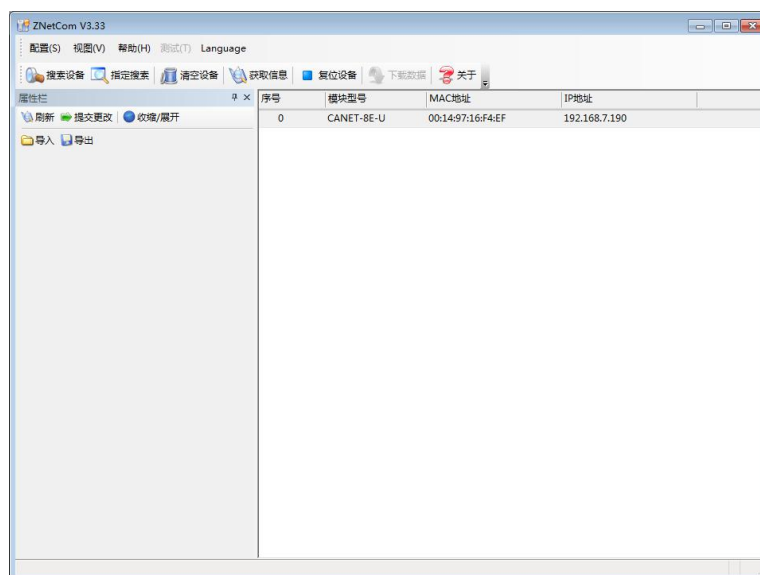 ZNetCom V3.33
配置(S) 视图(V) 帮助(H) 测试(T) Language
搜索设备 指定搜索 清空设备 获取信息 复位设备 下载数据 关于
属性栏 序号 模块型号 MAC地址 IP地址
刷新 提交更改 收缩/展开 0 CANET-8E-U 00:14:97:16:F4:EF 192.168.7.190
导入 导出